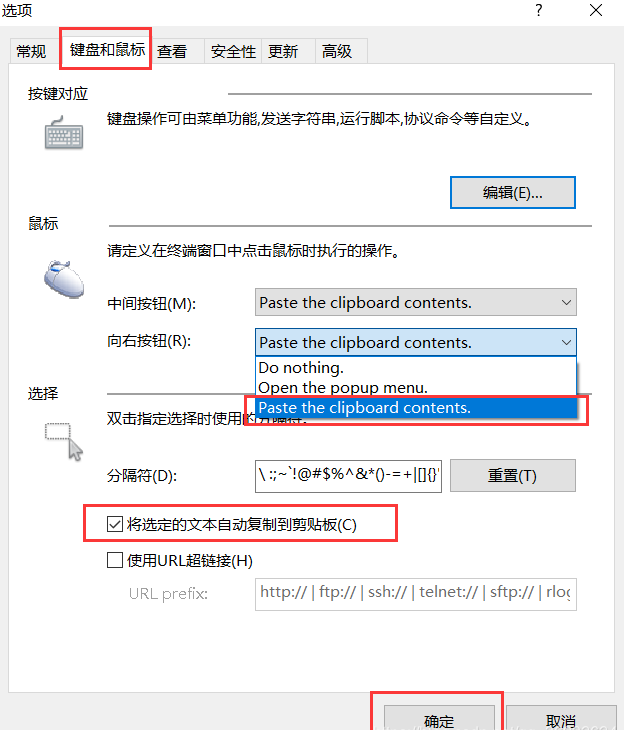 选项
?
常规 键盘和鼠标 查看 安全性 更新 高级
按键对应
键盘操作可由菜单功能,发送字符串,运行脚本,协议命令等自定义。
编辑(E)...
鼠标
请定义在终端窗口中点击鼠标时执行的操作。
中间按钮(M): Paste the clipboard contents.
向右按钮(R): Paste the clipboard contents.
Do nothing.
Open the popup menu.
Paste the clipboard contents.
选择
双击指定选择时使用的分隔符.
分隔符(D): \ :;~`!@#$%^&*()-=+|[]{}' 重置(T)
将选定的文本自动复制到剪贴板(C)
使用URL超链接(H)
URL prefix: http:// | ftp:// | ssh:// | telnet:// | sftp:// | rlog
确定 取消